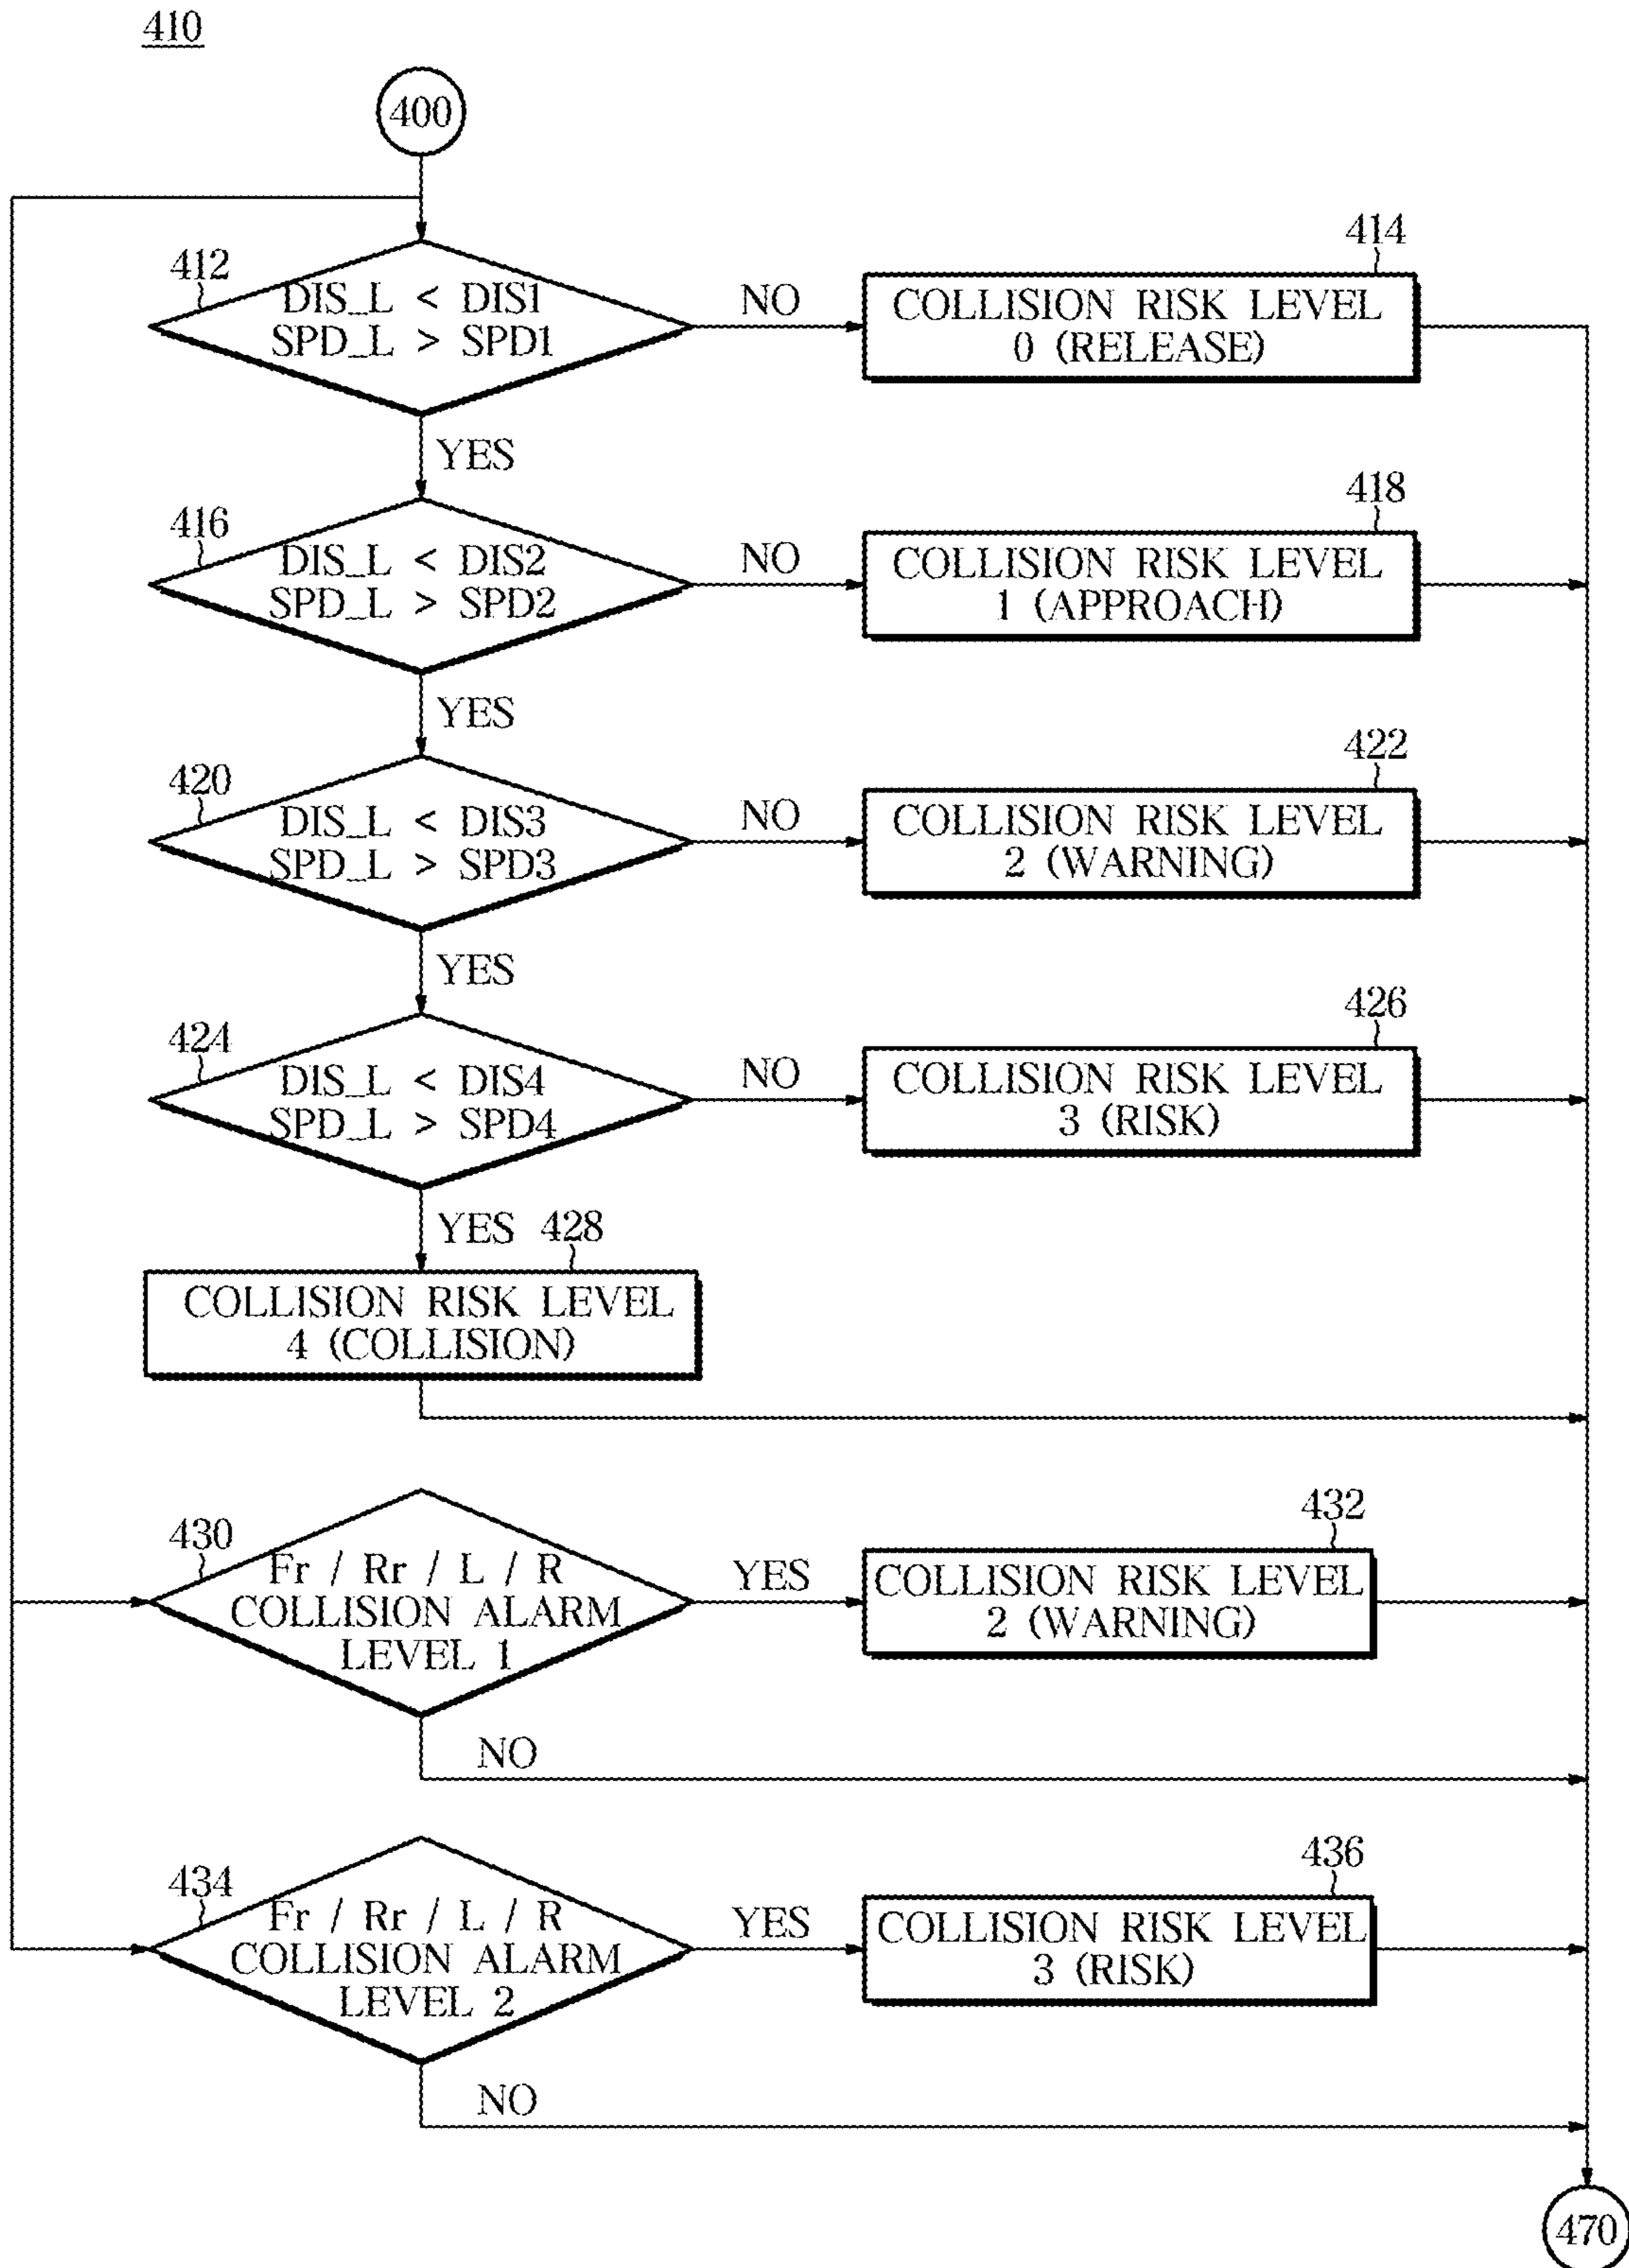 410
400
412
DIS_L < DIS1
SPD_L > SPD1
NO
414
COLLISION RISK LEVEL
0 (RELEASE)
YES
416
DIS_L < DIS2
SPD_L > SPD2
NO
418
COLLISION RISK LEVEL
1 (APPROACH)
YES
420
DIS_L < DIS3
SPD_L > SPD3
NO
422
COLLISION RISK LEVEL
2 (WARNING)
YES
424
DIS_L < DIS4
SPD_L > SPD4
NO
426
COLLISION RISK LEVEL
3 (RISK)
YES
428
COLLISION RISK LEVEL
4 (COLLISION)
430
Fr / Rr / L / R
COLLISION ALARM
LEVEL 1
YES
432
COLLISION RISK LEVEL
2 (WARNING)
NO
434
Fr / Rr / L / R
COLLISION ALARM
LEVEL 2
YES
436
COLLISION RISK LEVEL
3 (RISK)
NO
470